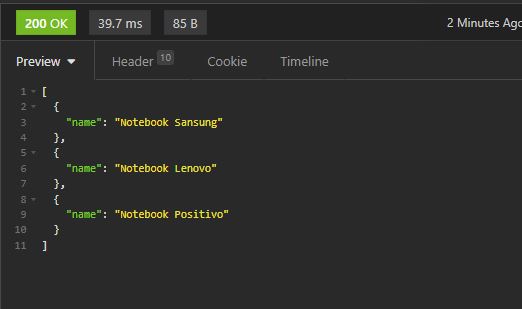 200 OK 39.7 ms 85 B 2 Minutes Ago
Preview Header 10 Cookie Timeline
1 [
2 {
3 "name": "Notebook Sansung"
4 },
5 {
6 "name": "Notebook Lenovo"
7 },
8 {
9 "name": "Notebook Positivo"
10 }
11 ]